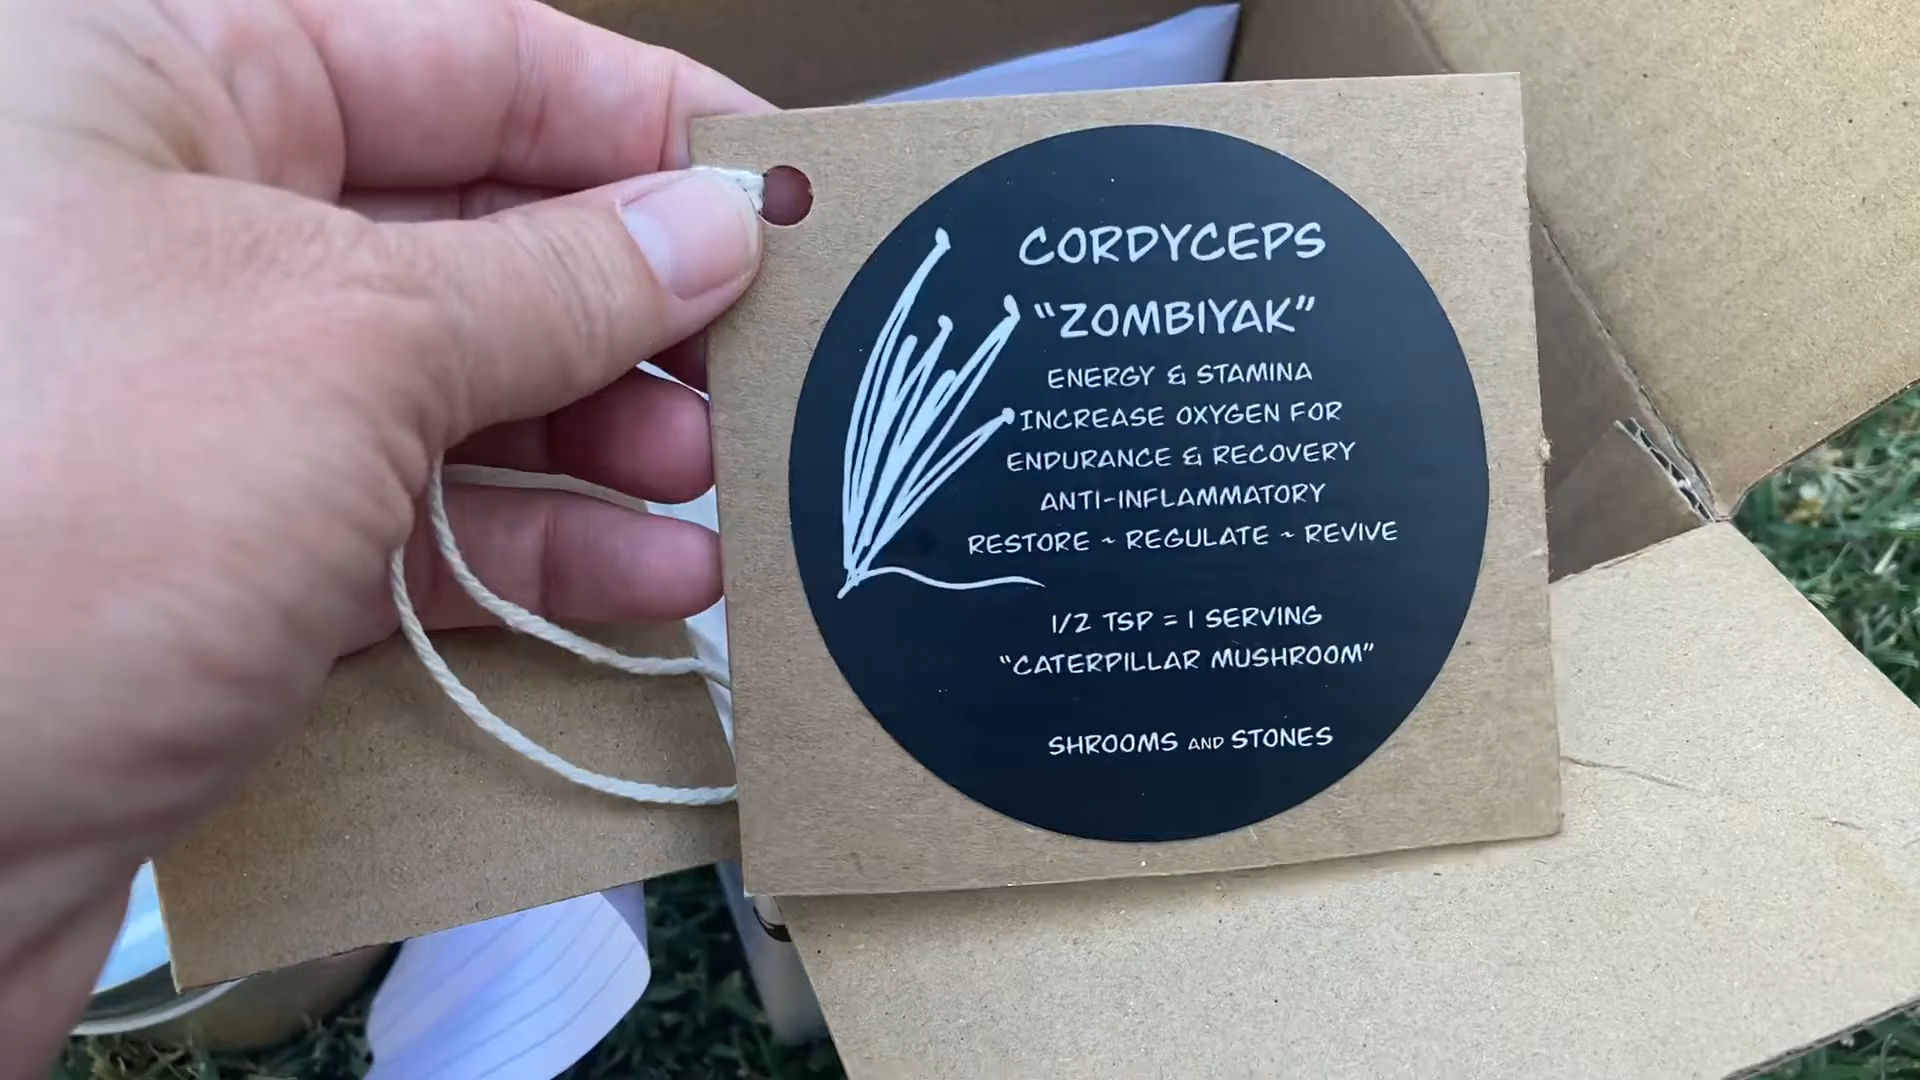 CORDYCEPS
"ZOMBIYAK"
ENERGY & STAMINA
INCREASE OXYGEN FOR
ENDURANCE & RECOVERY
ANTI-INFLAMMATORY
RESTORE ~ REGULATE ~ REVIVE
1/2 TSP = 1 SERVING
"CATERPILLAR MUSHROOM"
SHROOMS AND STONES